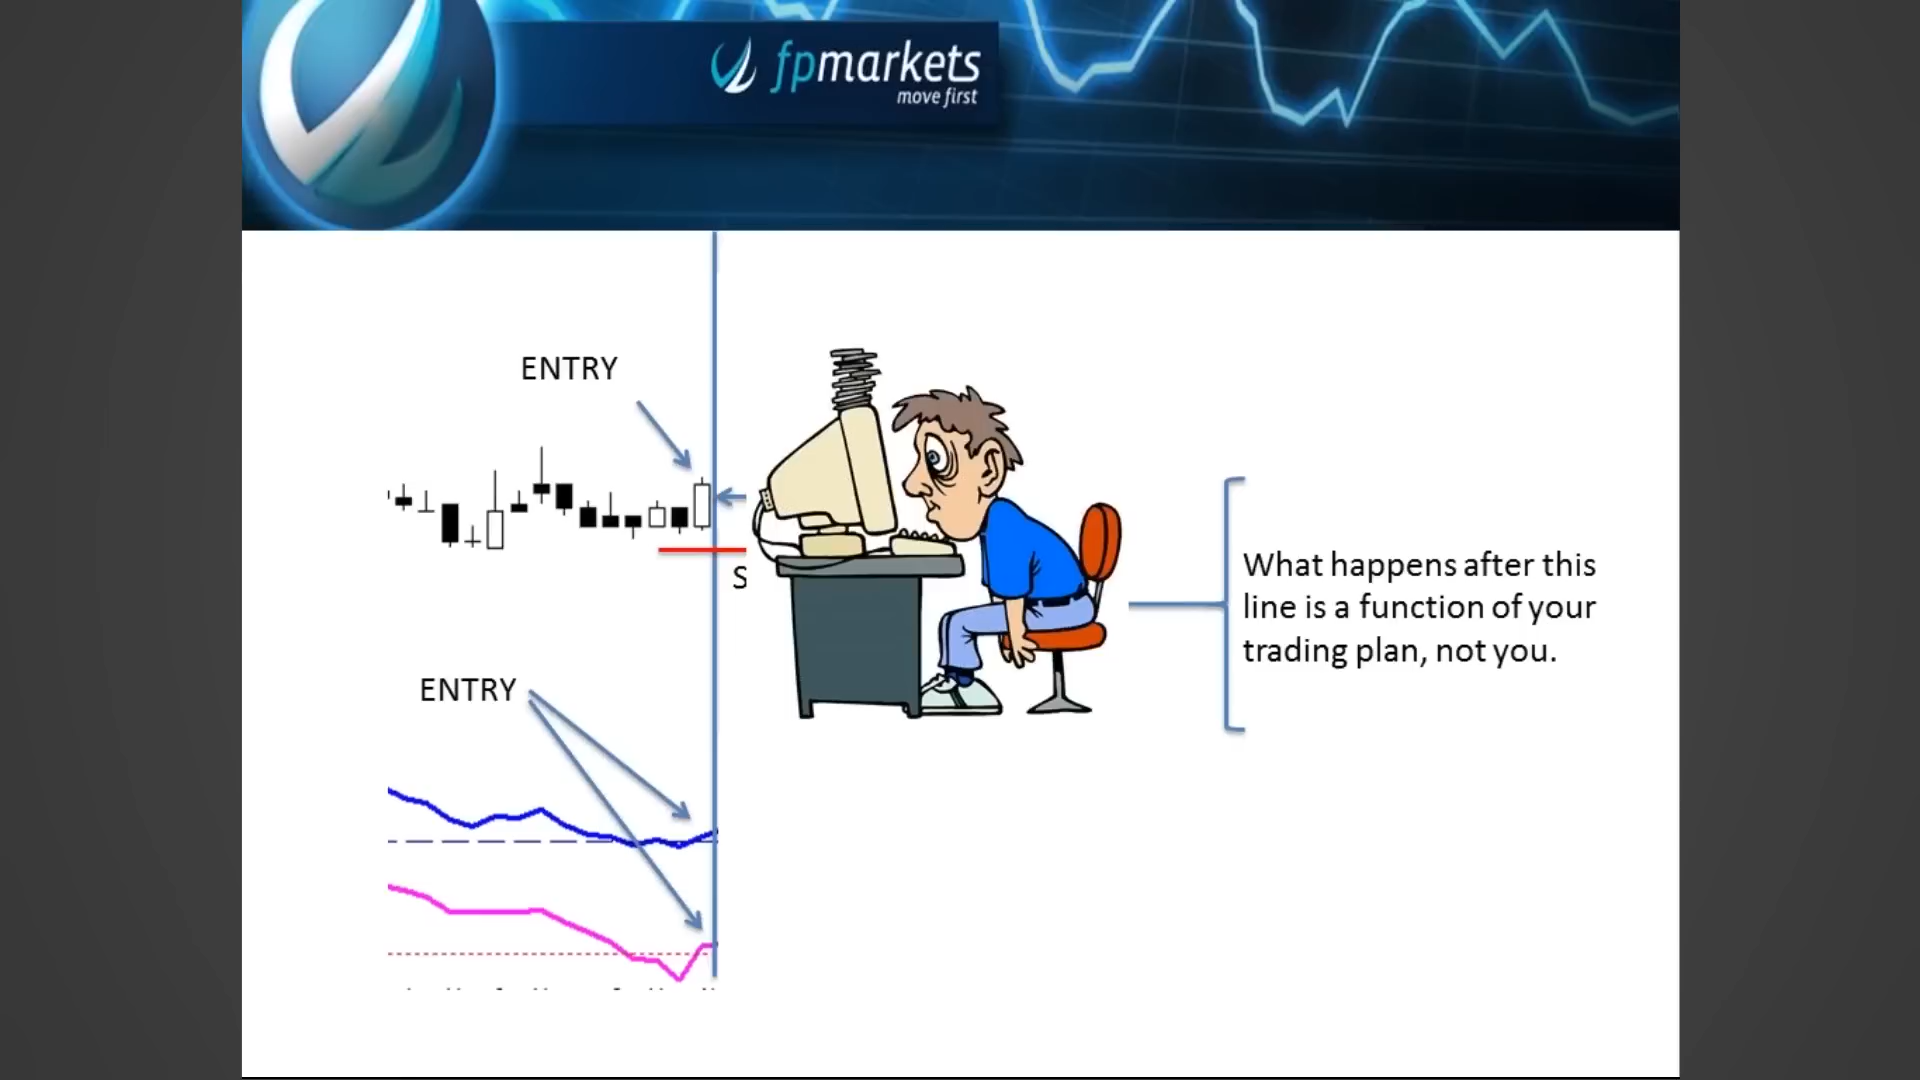 fpmarkets
move first
ENTRY
S
What happens after this
line is a function of your
trading plan, not you.
ENTRY